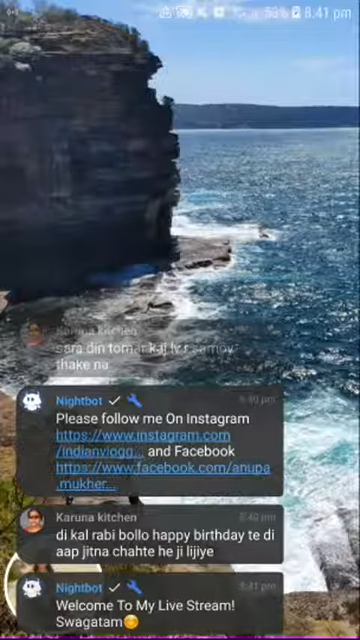 8:41 pm
Karuna kitchen
sara din tomar kaj
thake na
Nightbot
8:40 pm
Please follow me On Instagram
https://www.instagram.com
/indianvlogg... and Facebook
https://www.facebook.com/anupa
.mukher...
Karuna kitchen
8:40 pm
di kal rabi bollo happy birthday te di
aap jitna chahte he ji lijiye
Nightbot
8:41 pm
Welcome To My Live Stream!
Swagatam😊